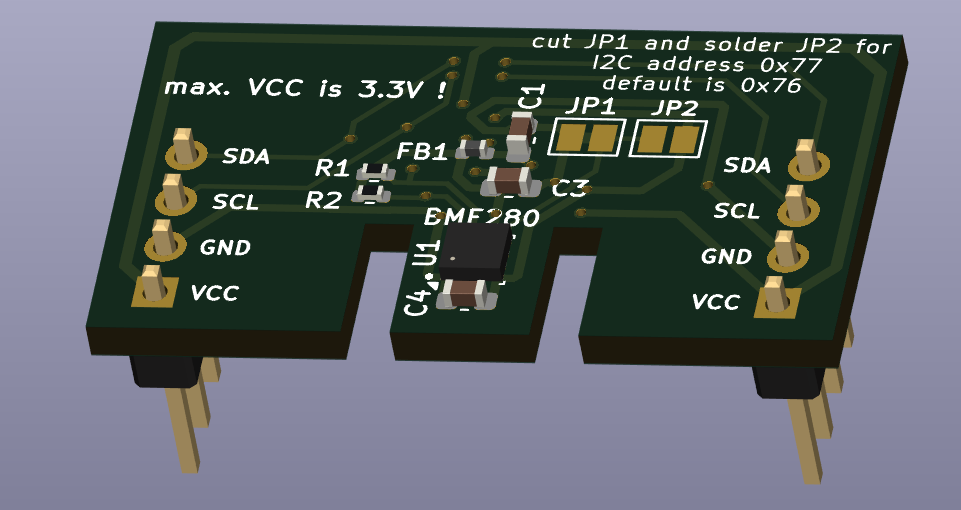 cut JP1 and solder JP2 for
I2C address 0x77
default is 0x76
max. VCC is 3.3V !
C1
JP1
JP2
FB1
R1
R2
C3
SDA
SCL
GND
VCC
U1
C4
SDA
SCL
GND
VCC